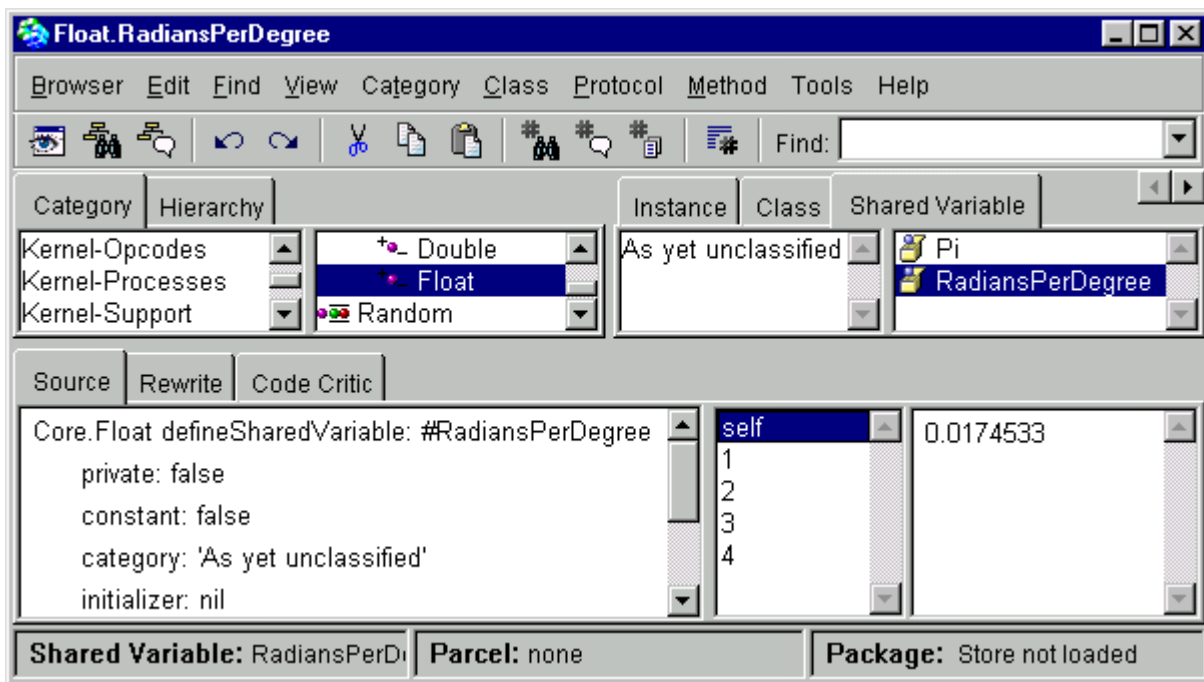 Float.RadiansPerDegree
Browser Edit Find View Category Class Protocol Method Tools Help
Find:
Category Hierarchy
Instance Class Shared Variable
Kernel-Opcodes
Kernel-Processes
Kernel-Support
Double
Float
Random
As yet unclassified
Pi
RadiansPerDegree
Source Rewrite Code Critic
Core.Float defineSharedVariable: #RadiansPerDegree
private: false
constant: false
category: 'As yet unclassified'
initializer: nil
self
1
2
3
4
0.0174533
Shared Variable: RadiansPerD
Parcel: none
Package: Store not loaded